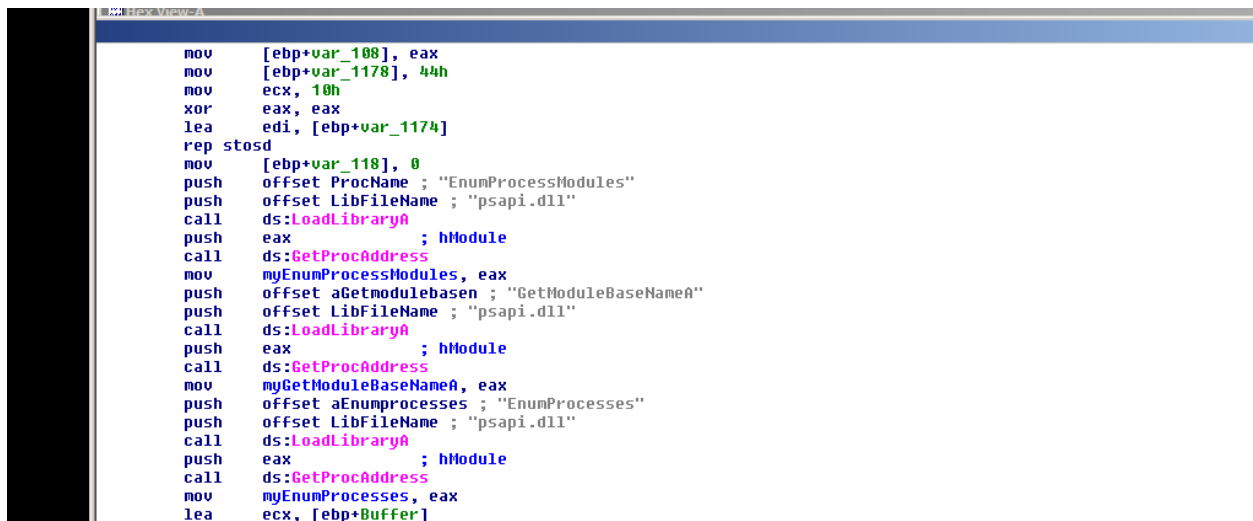 Hex View-A
mov [ebp+var_108], eax
mov [ebp+var_1178], 44h
mov ecx, 10h
xor eax, eax
lea edi, [ebp+var_1174]
rep stosd
mov [ebp+var_118], 0
push offset ProcName ; "EnumProcessModules"
push offset LibFileName ; "psapi.dll"
call ds:LoadLibraryA
push eax ; hModule
call ds:GetProcAddress
mov myEnumProcessModules, eax
push offset aGetmodulebasen ; "GetModuleBaseNameA"
push offset LibFileName ; "psapi.dll"
call ds:LoadLibraryA
push eax ; hModule
call ds:GetProcAddress
mov myGetModuleBaseNameA, eax
push offset aEnumprocesses ; "EnumProcesses"
push offset LibFileName ; "psapi.dll"
call ds:LoadLibraryA
push eax ; hModule
call ds:GetProcAddress
mov myEnumProcesses, eax
lea ecx, [ebp+Buffer]